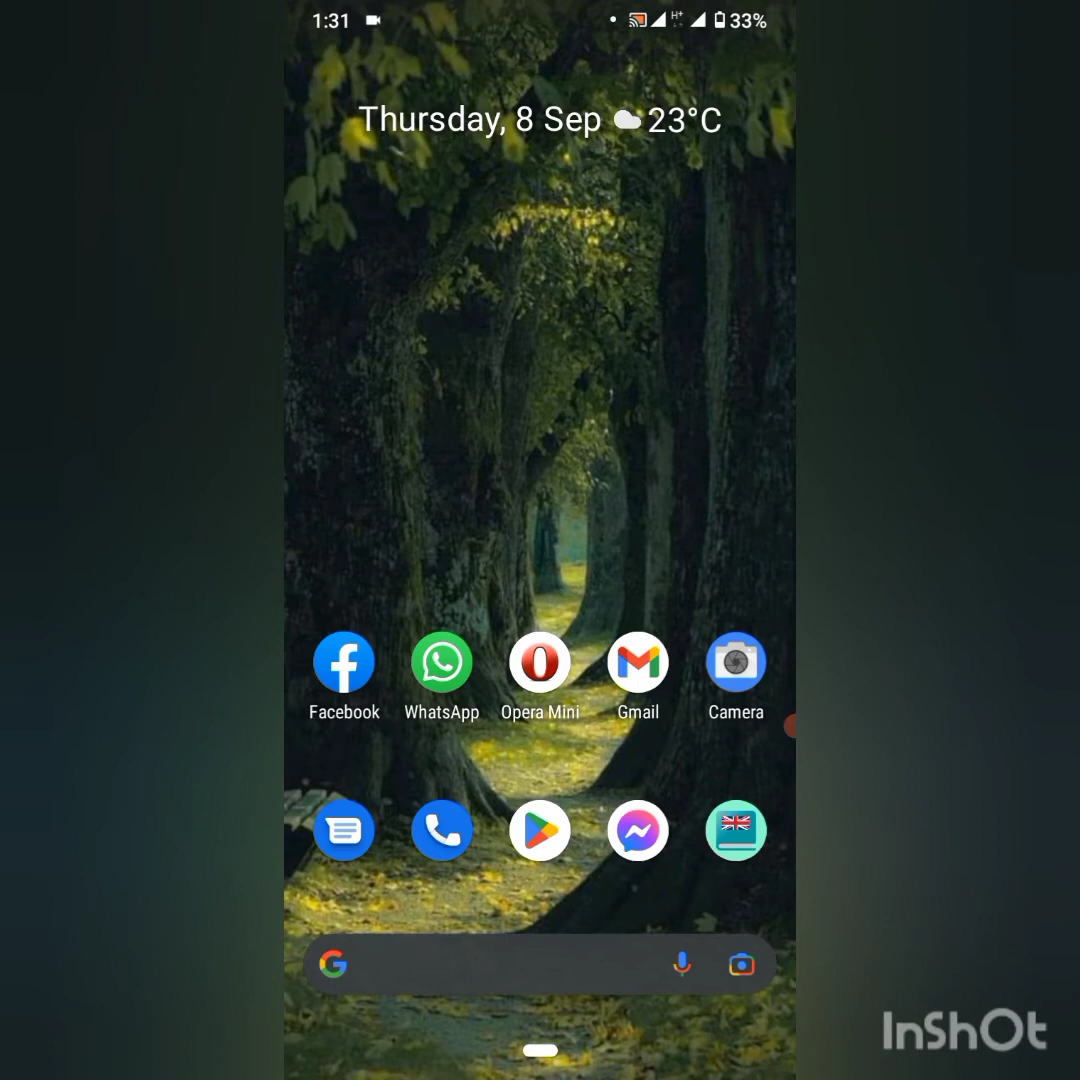 1:31 H+ 33%
Thursday, 8 Sep 23°C
Facebook WhatsApp Opera Mini Gmail Camera
InShOt